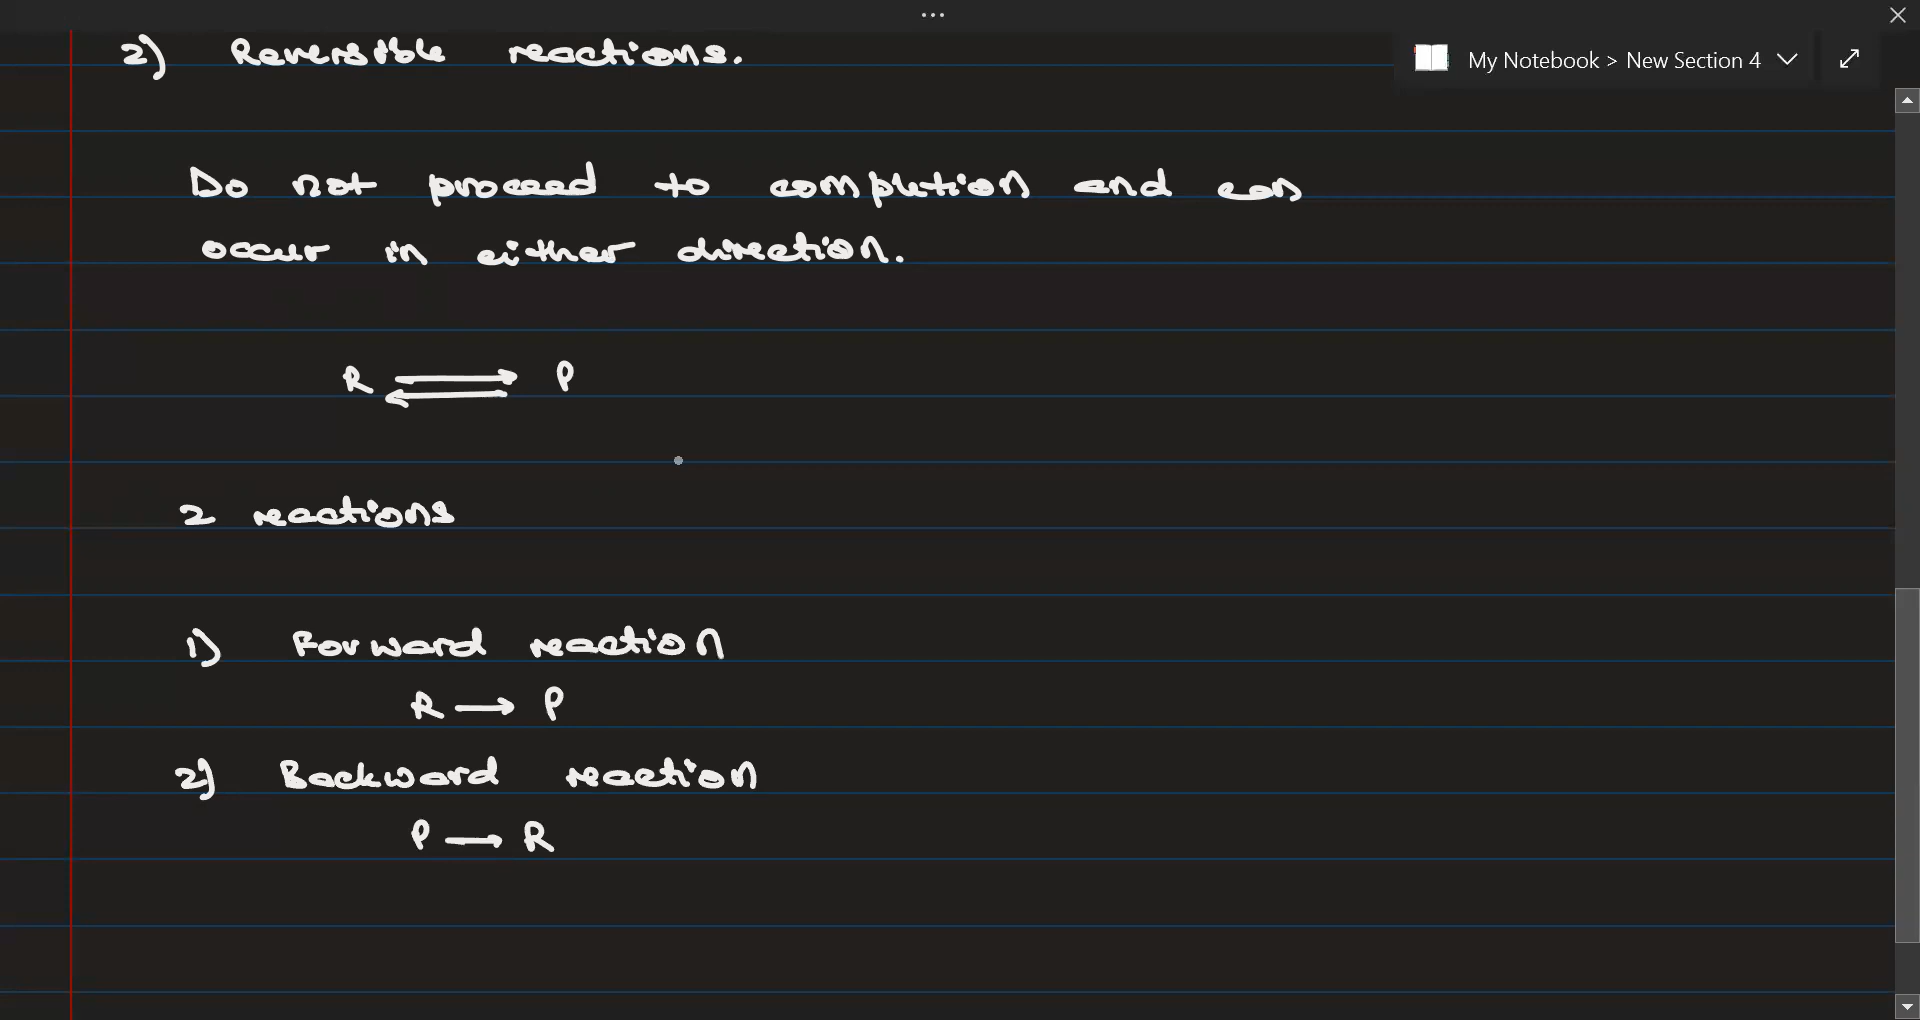 2) Reversible reactions.
My Notebook > New Section 4
Do not proceed to completion and can
occur in either direction.
R ⇌ P
2 reactions
1) Forward reaction
R → P
2) Backward reaction
P → R